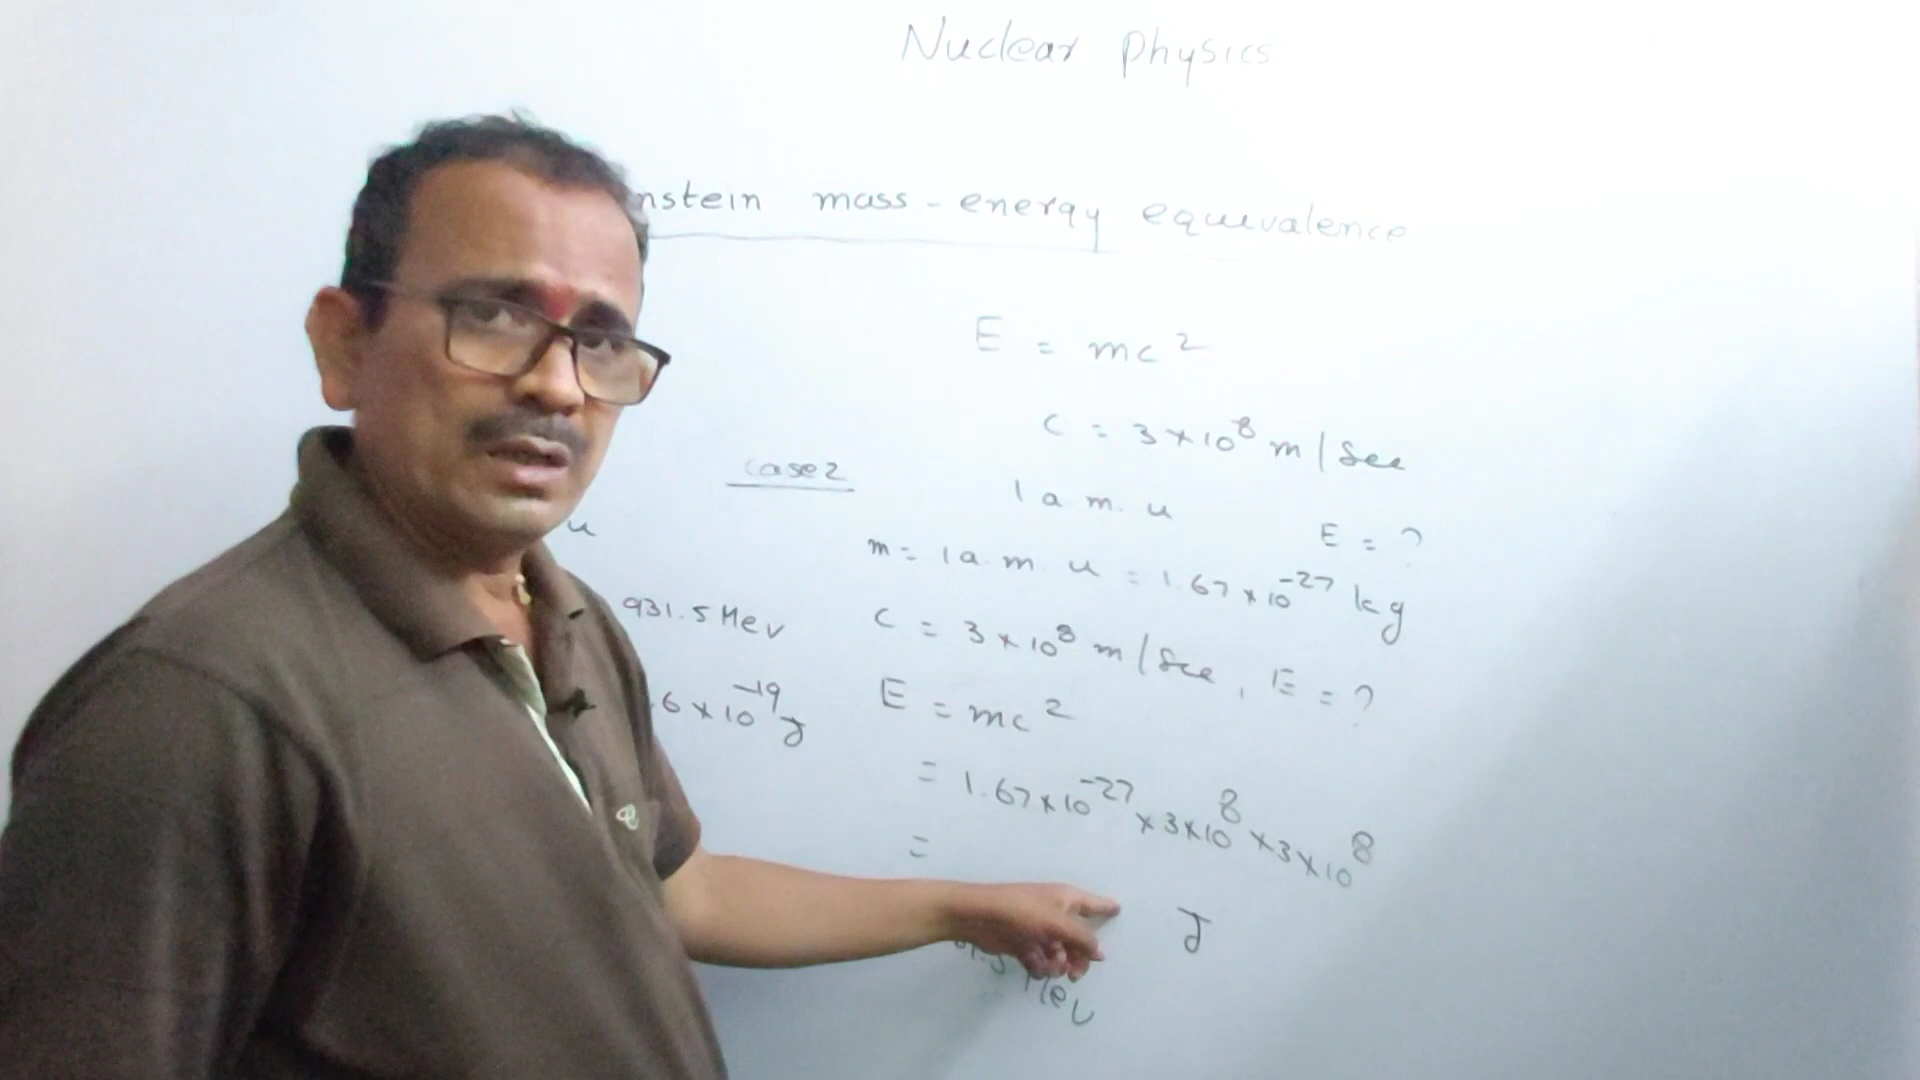 Nuclear physics
nstein mass-energy equivalence
E = mc²
C = 3×10⁸ m/sec
case 2
1 a.m.u E = ?
u
m = 1 a.m.u = 1.67×10⁻²⁷ kg
931.5 Mev
C = 3×10⁸ m/sec, E = ?
.6×10⁻¹⁹ J
E = mc²
= 1.67×10⁻²⁷ × 3×10⁸ × 3×10⁸
=
J
Mev